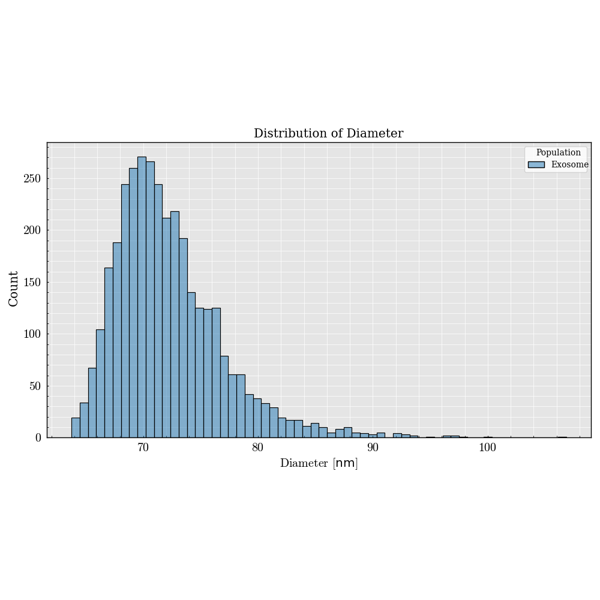 Distribution of Diameter
Population
Exosome
Count
250
200
150
100
50
0
70 80 90 100
Diameter [nm]